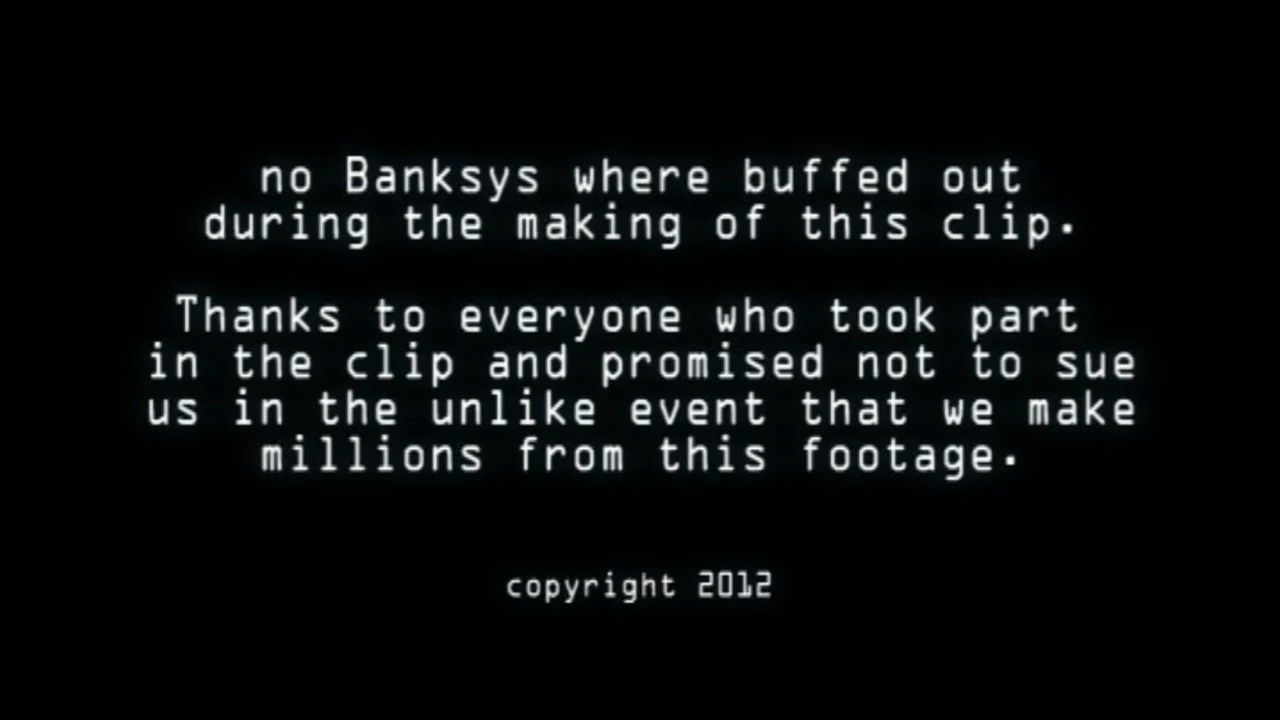 no Banksys where buffed out
during the making of this clip.
Thanks to everyone who took part
in the clip and promised not to sue
us in the unlike event that we make
millions from this footage.
copyright 2012